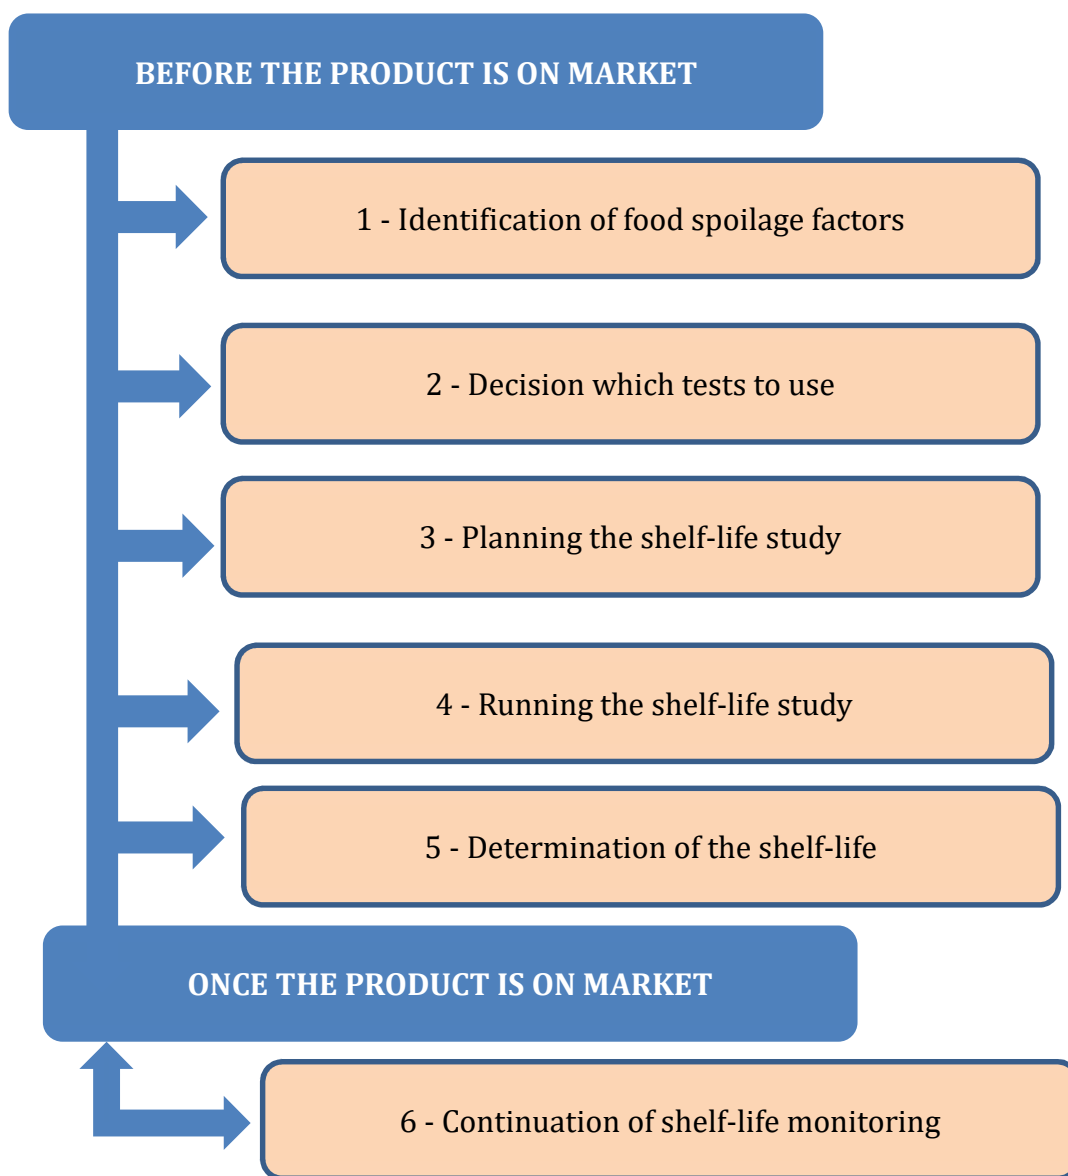 BEFORE THE PRODUCT IS ON MARKET
1 - Identification of food spoilage factors
2 - Decision which tests to use
3 - Planning the shelf-life study
4 - Running the shelf-life study
5 - Determination of the shelf-life
ONCE THE PRODUCT IS ON MARKET
6 - Continuation of shelf-life monitoring